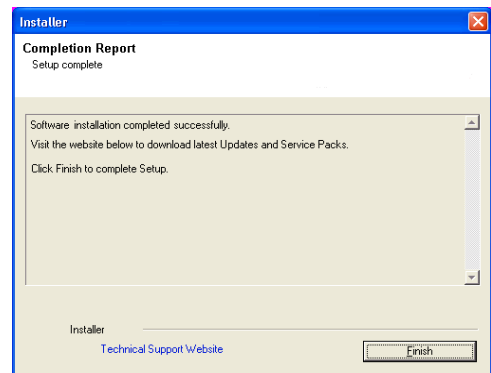 Installer
Completion Report
Setup complete
Software installation completed successfully.
Visit the website below to download latest Updates and Service Packs.
Click Finish to complete Setup.
Installer
Technical Support Website
Finish